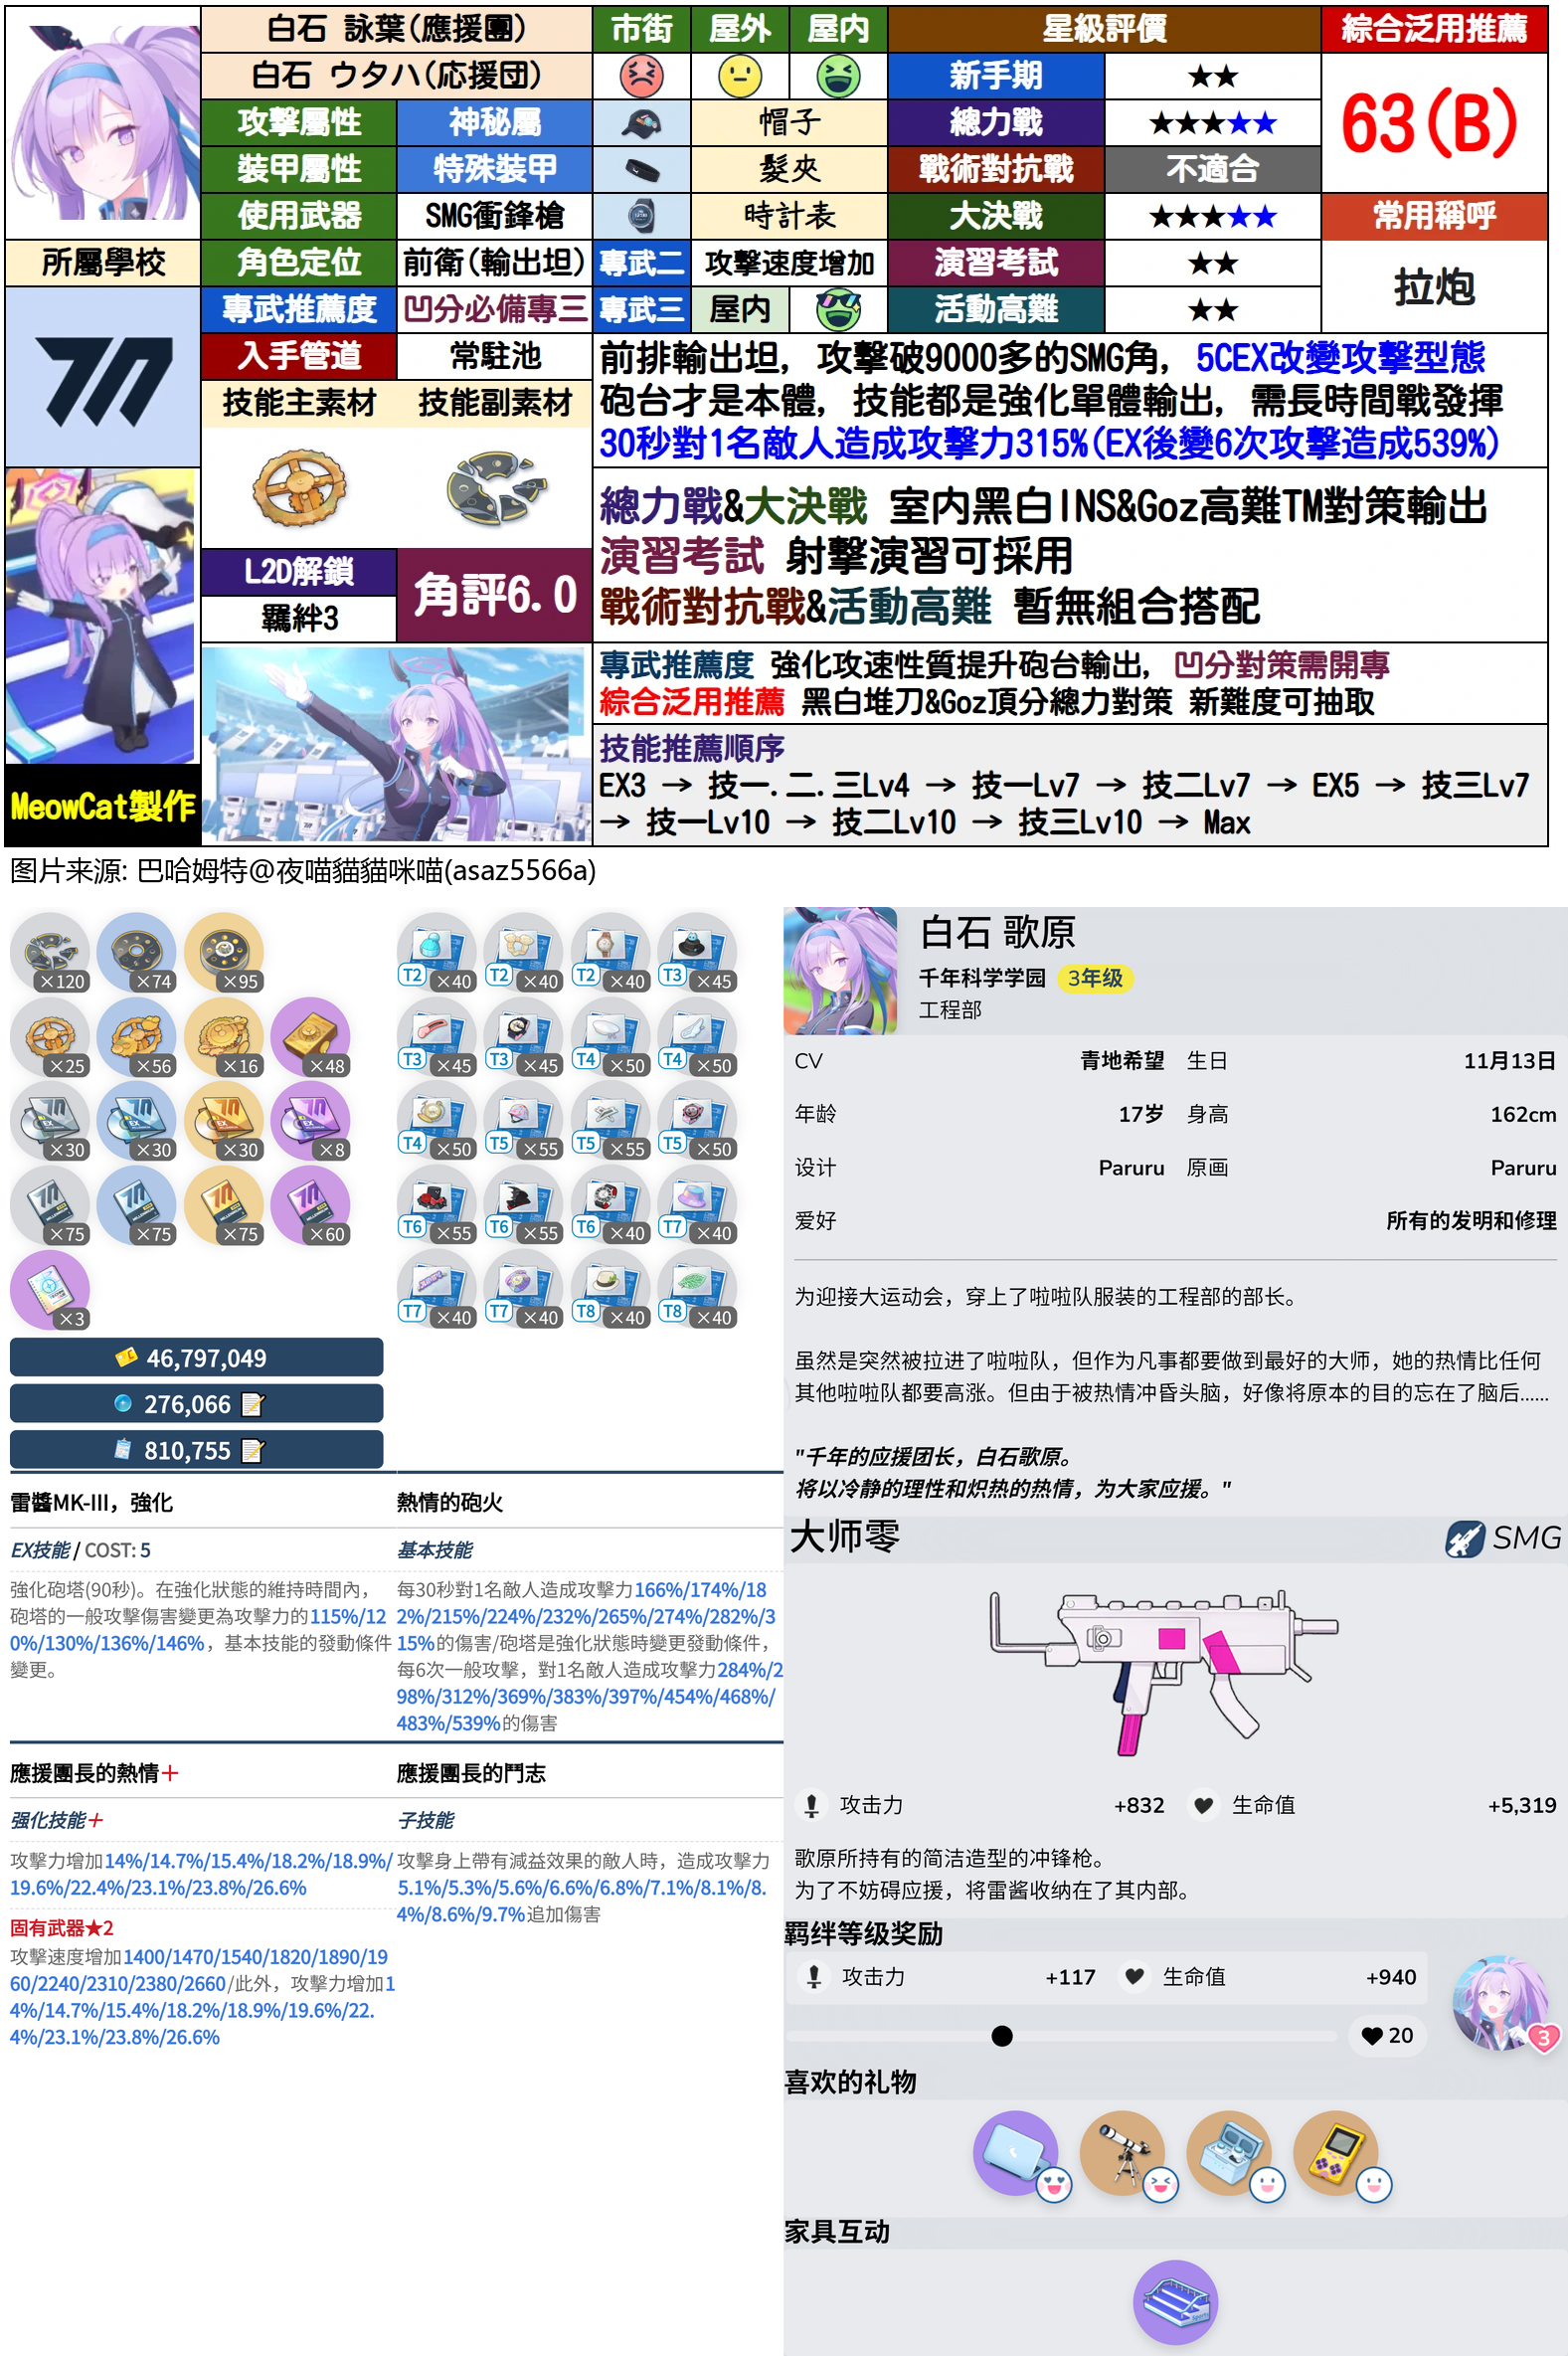 白石 詠葉(應援團)
市街 屋外 屋內 星級評價 綜合泛用推薦
白石 ウタハ(応援団)
新手期 ★★
63(B)
攻擊屬性 神秘屬 帽子 總力戰 ★★★★★
裝甲屬性 特殊裝甲 髮夾 戰術對抗戰 不適合
使用武器 SMG衝鋒槍 時計表 大決戰 ★★★★★ 常用稱呼
所屬學校 角色定位 前衛(輸出坦) 專武二 攻擊速度增加 演習考試 ★★
拉炮
專武推薦度 凹分必備專三 專武三 屋内 活動高難 ★★
入手管道 常駐池
技能主素材 技能副素材
前排輸出坦, 攻擊破9000多的SMG角, 5CEX改變攻擊型態
砲台才是本體, 技能都是強化單體輸出, 需長時間戰發揮
30秒對1名敵人造成攻擊力315%(EX後變6次攻擊造成539%)
總力戰&大決戰 室内黑白INS&Goz高難TM對策輸出
演習考試 射擊演習可採用
戰術對抗戰&活動高難 暫無組合搭配
L2D解鎖
羈絆3
角評6.0
專武推薦度 強化攻速性質提升砲台輸出, 凹分對策需開專
綜合泛用推薦 黑白堆刀&Goz頂分總力對策 新難度可抽取
技能推薦順序
EX3 → 技一.二.三Lv4 → 技一Lv7 → 技二Lv7 → EX5 → 技三Lv7
→ 技一Lv10 → 技二Lv10 → 技三Lv10 → Max
MeowCat製作
图片来源: 巴哈姆特@夜喵貓貓咪喵(asaz5566a)
×120 ×74 ×95
×25 ×56 ×16 ×48
×30 ×30 ×30 ×8
×75 ×75 ×75 ×60
×3
T2 ×40 T2 ×40 T2 ×40 T3 ×45
T3 ×45 T3 ×45 T4 ×50 T4 ×50
T4 ×50 T5 ×55 T5 ×55 T5 ×50
T6 ×55 T6 ×55 T6 ×40 T7 ×40
T7 ×40 T7 ×40 T8 ×40 T8 ×40
46,797,049
276,066
810,755
雷醬MK-III，強化
EX技能 / COST: 5
強化砲塔(90秒)。在強化狀態的維持時間內，
砲塔的一般攻擊傷害變更為攻擊力的115%/12
0%/130%/136%/146%，基本技能的發動條件
變更。
熱情的砲火
基本技能
每30秒對1名敵人造成攻擊力166%/174%/18
2%/215%/224%/232%/265%/274%/282%/3
15%的傷害/砲塔是強化狀態時變更發動條件，
每6次一般攻擊，對1名敵人造成攻擊力284%/2
98%/312%/369%/383%/397%/454%/468%/
483%/539%的傷害
應援團長的熱情+
强化技能+
攻擊力增加14%/14.7%/15.4%/18.2%/18.9%/
19.6%/22.4%/23.1%/23.8%/26.6%
固有武器★2
攻擊速度增加1400/1470/1540/1820/1890/19
60/2240/2310/2380/2660/此外，攻擊力增加1
4%/14.7%/15.4%/18.2%/18.9%/19.6%/22.
4%/23.1%/23.8%/26.6%
應援團長的鬥志
子技能
攻擊身上帶有減益效果的敵人時，造成攻擊力
5.1%/5.3%/5.6%/6.6%/6.8%/7.1%/8.1%/8.
4%/8.6%/9.7%追加傷害
白石 歌原
千年科学学园 3年级
工程部
CV 青地希望 生日 11月13日
年龄 17岁 身高 162cm
设计 Paruru 原画 Paruru
爱好 所有的发明和修理
为迎接大运动会，穿上了啦啦队服装的工程部的部长。
虽然是突然被拉进了啦啦队，但作为凡事都要做到最好的大师，她的热情比任何
其他啦啦队都要高涨。但由于被热情冲昏头脑，好像将原本的目的忘在了脑后……
"千年的应援团长，白石歌原。
将以冷静的理性和炽热的热情，为大家应援。"
大师零 SMG
攻击力 +832 生命值 +5,319
歌原所持有的简洁造型的冲锋枪。
为了不妨碍应援，将雷酱收纳在了其内部。
羁绊等级奖励
攻击力 +117 生命值 +940
20
3
喜欢的礼物
家具互动